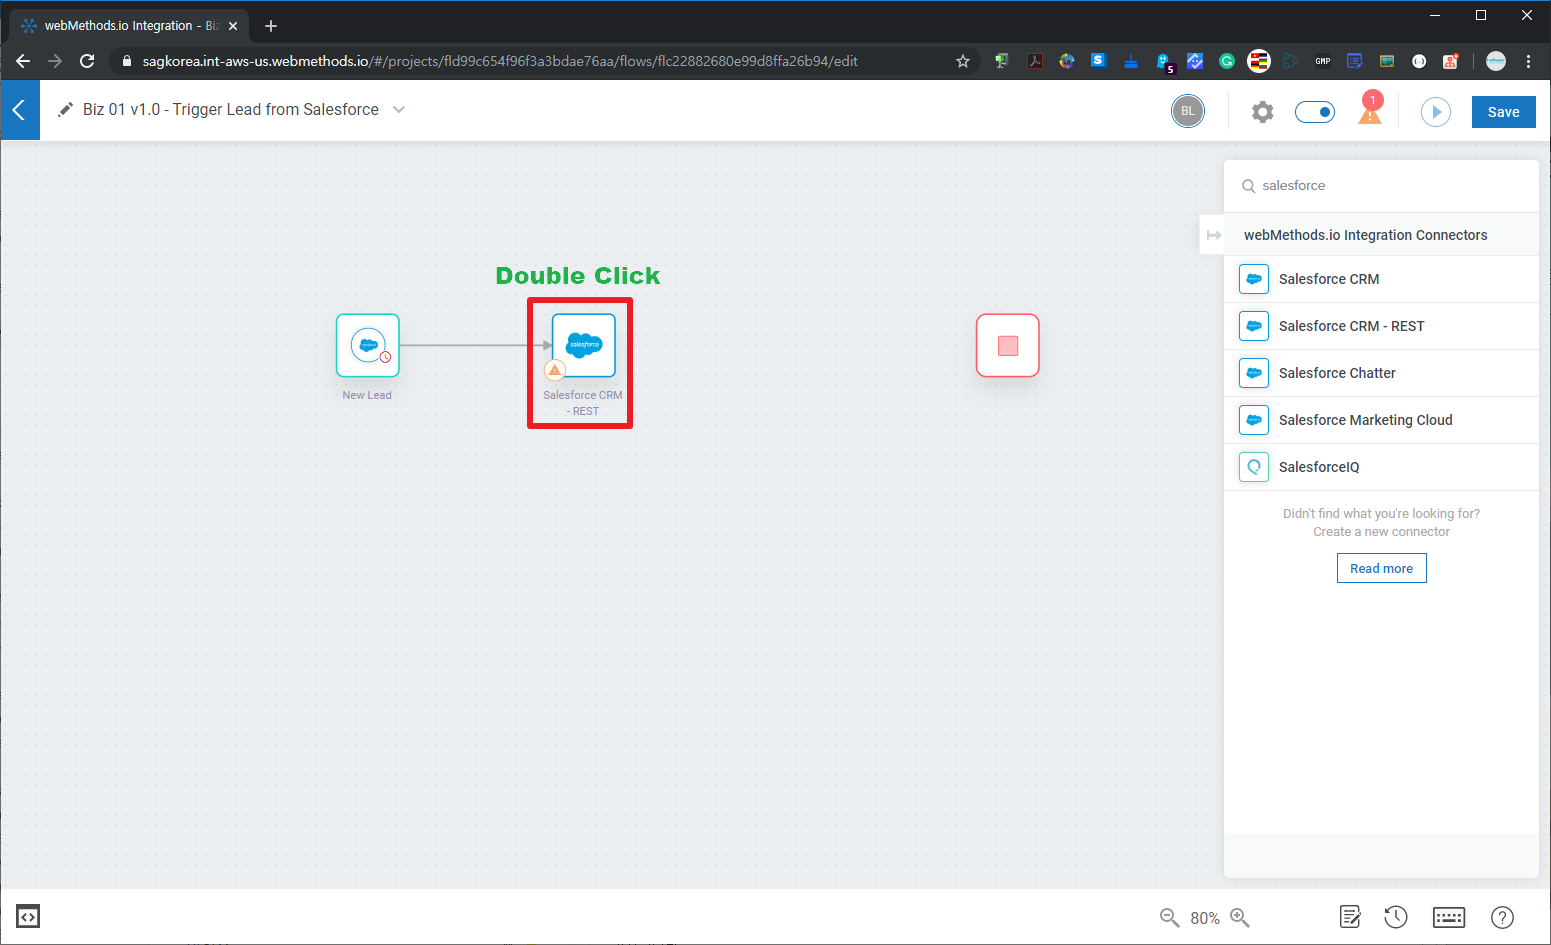 webMethods.io Integration - Biz
sagkorea.int-aws-us.webmethods.io/#/projects/fld99c654f96f3a3bdae76aa/flows/flc22882680e99d8ffa26b94/edit
S
5
G
GMP
Biz 01 v1.0 - Trigger Lead from Salesforce
BL
1
Save
salesforce
webMethods.io Integration Connectors
Salesforce CRM
Salesforce CRM - REST
Salesforce Chatter
Salesforce Marketing Cloud
SalesforceIQ
Didn't find what you're looking for?
Create a new connector
Read more
Double Click
salesforce
New Lead
Salesforce CRM
- REST
80%